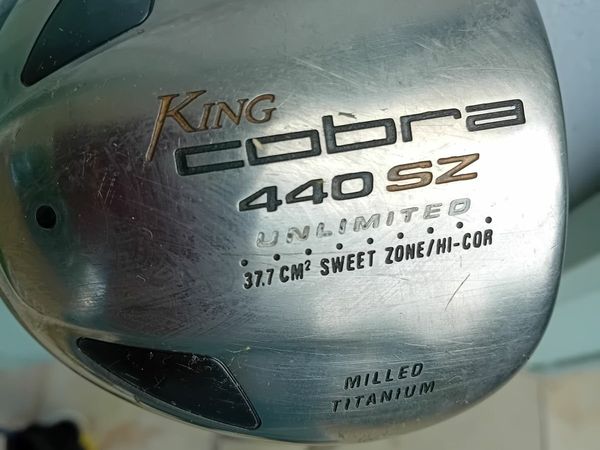 KING
cobra
440 SZ
UNLIMITED
37.7 CM² SWEET ZONE/HI-COR
MILLED
TITANIUM